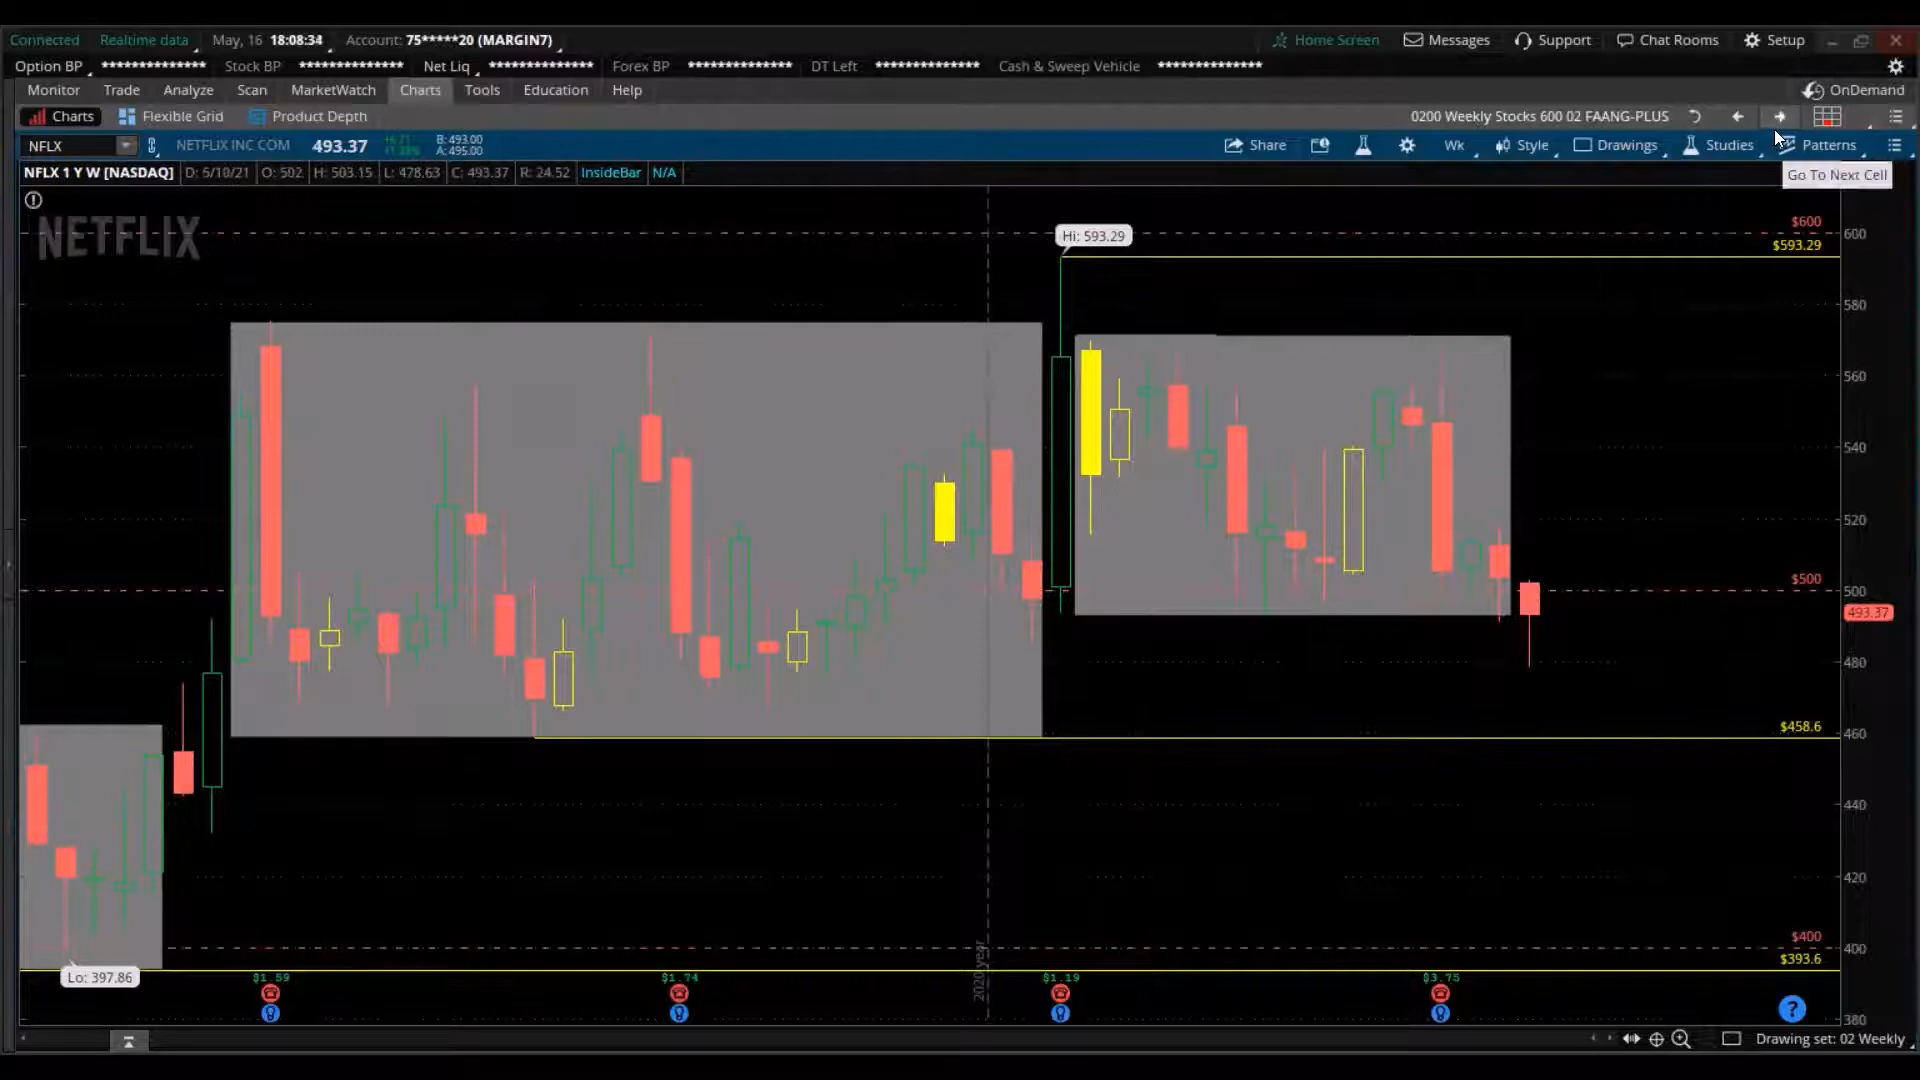 Connected Realtime data May, 16 18:08:34 Account: 75*****20 (MARGIN7) Home Screen Messages Support Chat Rooms Setup
Option BP ************** Stock BP ************** Net Liq ************** Forex BP ************** DT Left ************** Cash & Sweep Vehicle **************
Monitor Trade Analyze Scan MarketWatch Charts Tools Education Help OnDemand
Charts Flexible Grid Product Depth 0200 Weekly Stocks 600 02 FAANG-PLUS
NFLX NETFLIX INC COM 493.37 B: 493.00 A: 495.00 Share Wk Style Drawings Studies Patterns
NFLX 1 Y W [NASDAQ] D: 5/10/21 O: 502 H: 503.15 L: 478.63 C: 493.37 R: 24.52 InsideBar N/A
Go To Next Cell
NETFLIX
Hi: 593.29
$600
600
$593.29
580
560
540
520
$500
500
493.37
480
$458.6
460
440
420
$400
400
$393.6
Lo: 397.86
$1.59 $1.74 $1.19 $3.75
2020 year
380
Drawing set: 02 Weekly